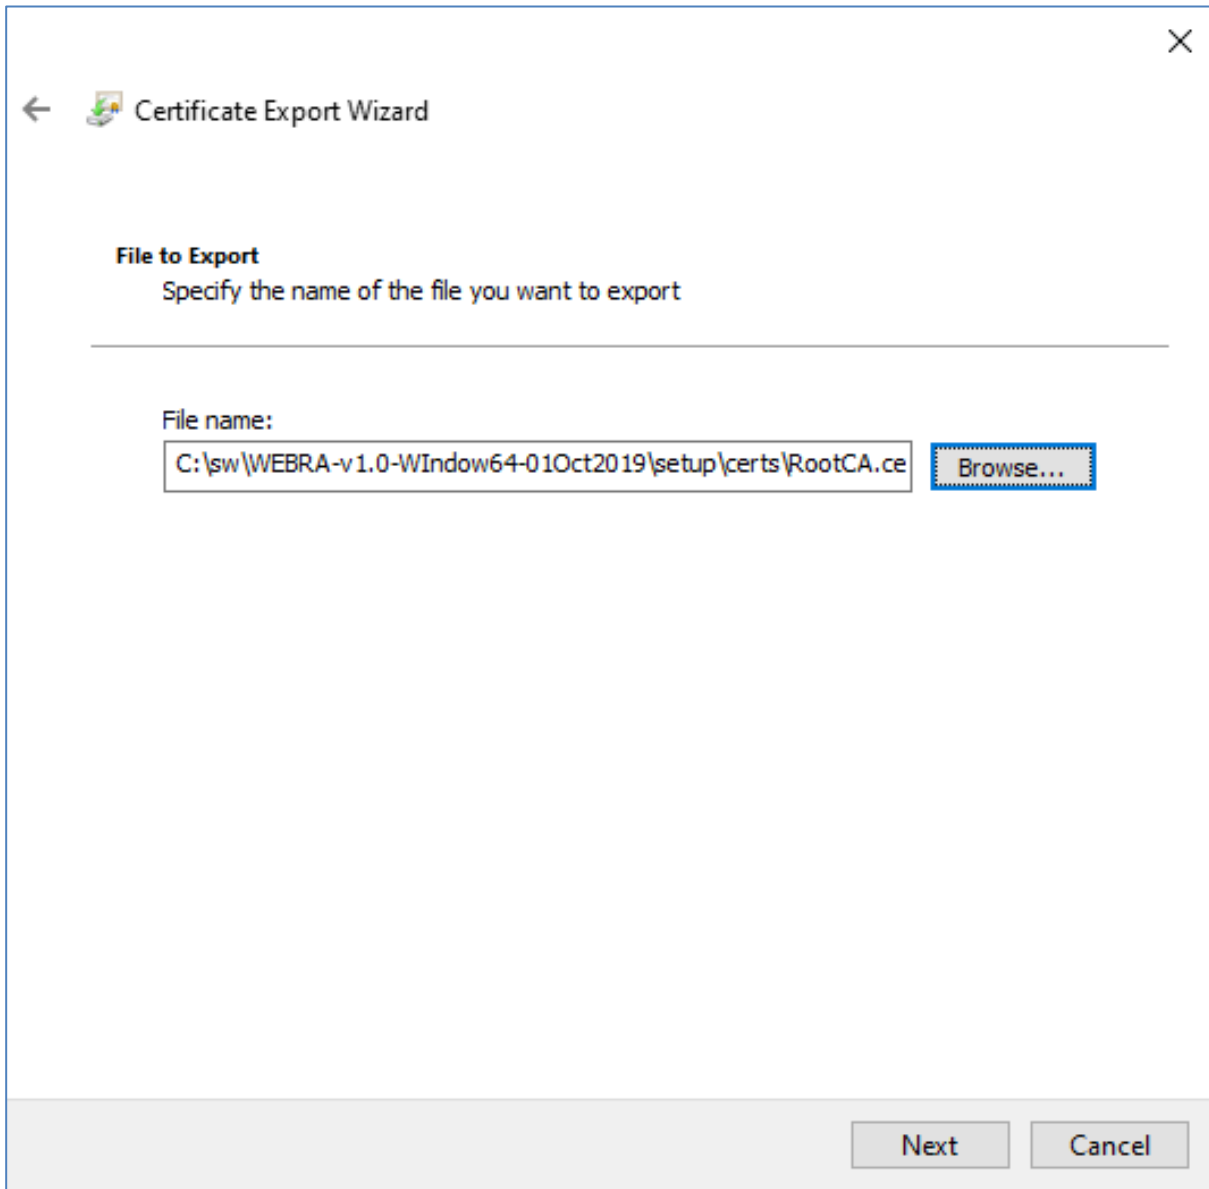 Certificate Export Wizard
File to Export
Specify the name of the file you want to export
File name:
C:\sw\WEBRA-v1.0-WIndow64-01Oct2019\setup\certs\RootCA.ce
Browse...
Next
Cancel